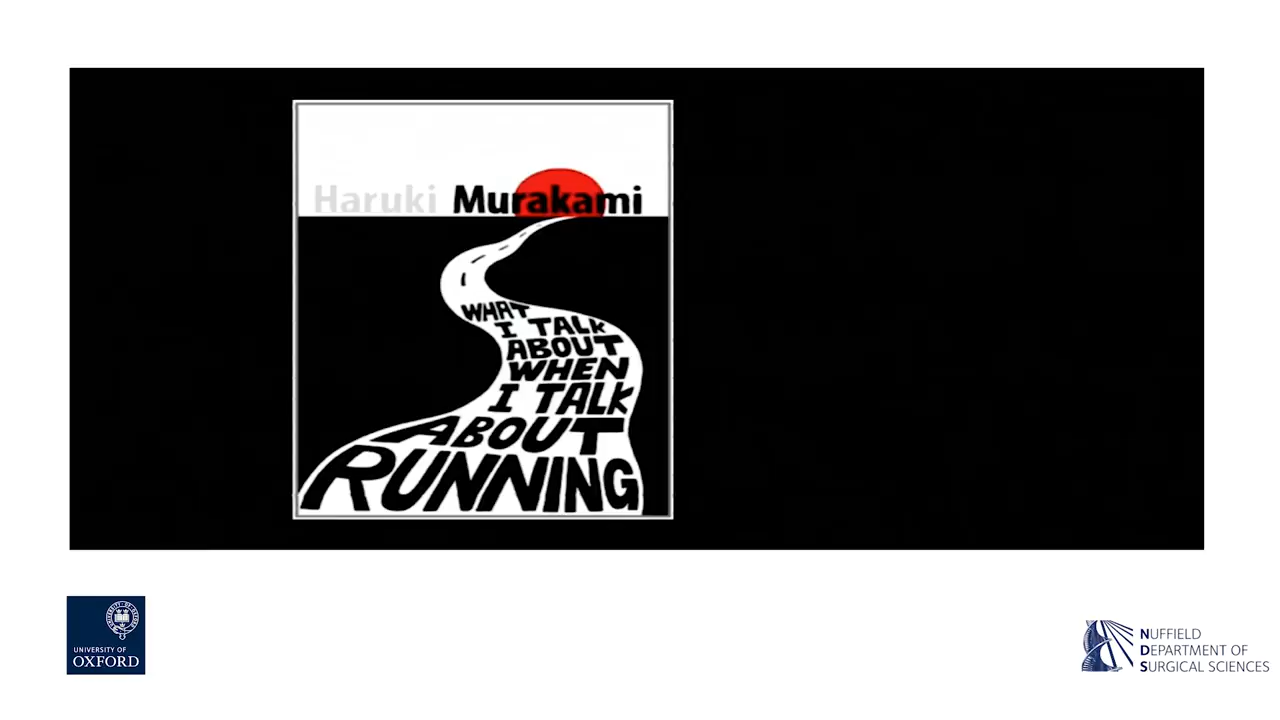 Haruki Murakami
WHAT
I TALK
ABOUT
WHEN
I TALK
ABOUT
RUNNING
UNIVERSITY OF
OXFORD
NUFFIELD
DEPARTMENT OF
SURGICAL SCIENCES